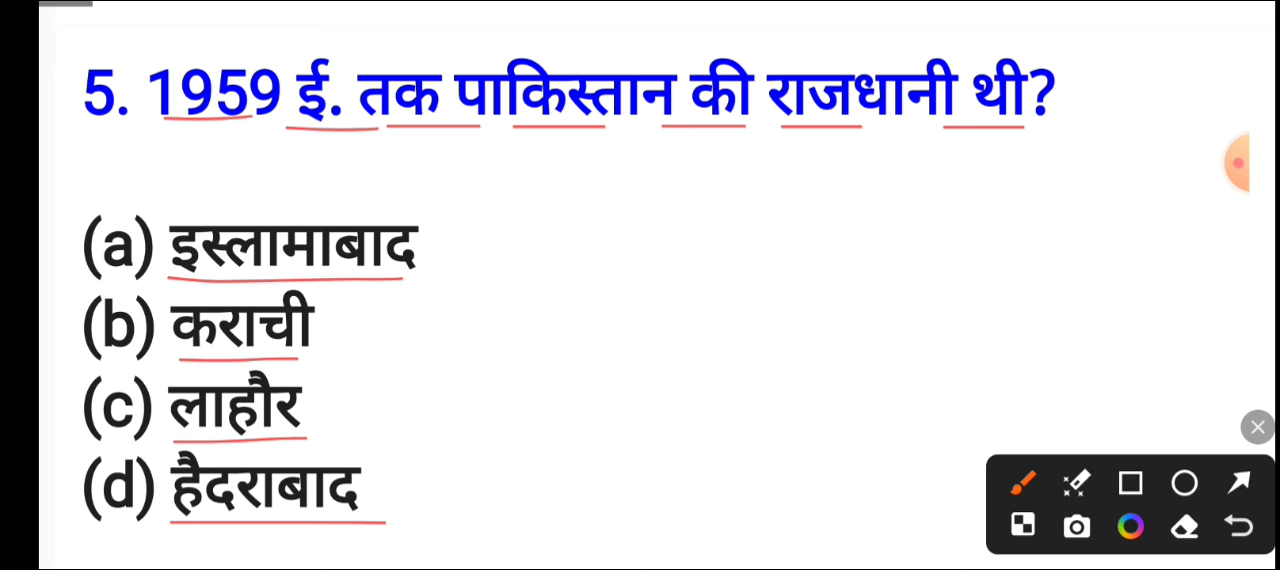 5. 1959 ई. तक पाकिस्तान की राजधानी थी?
(a) इस्लामाबाद
(b) कराची
(c) लाहौर
(d) हैदराबाद